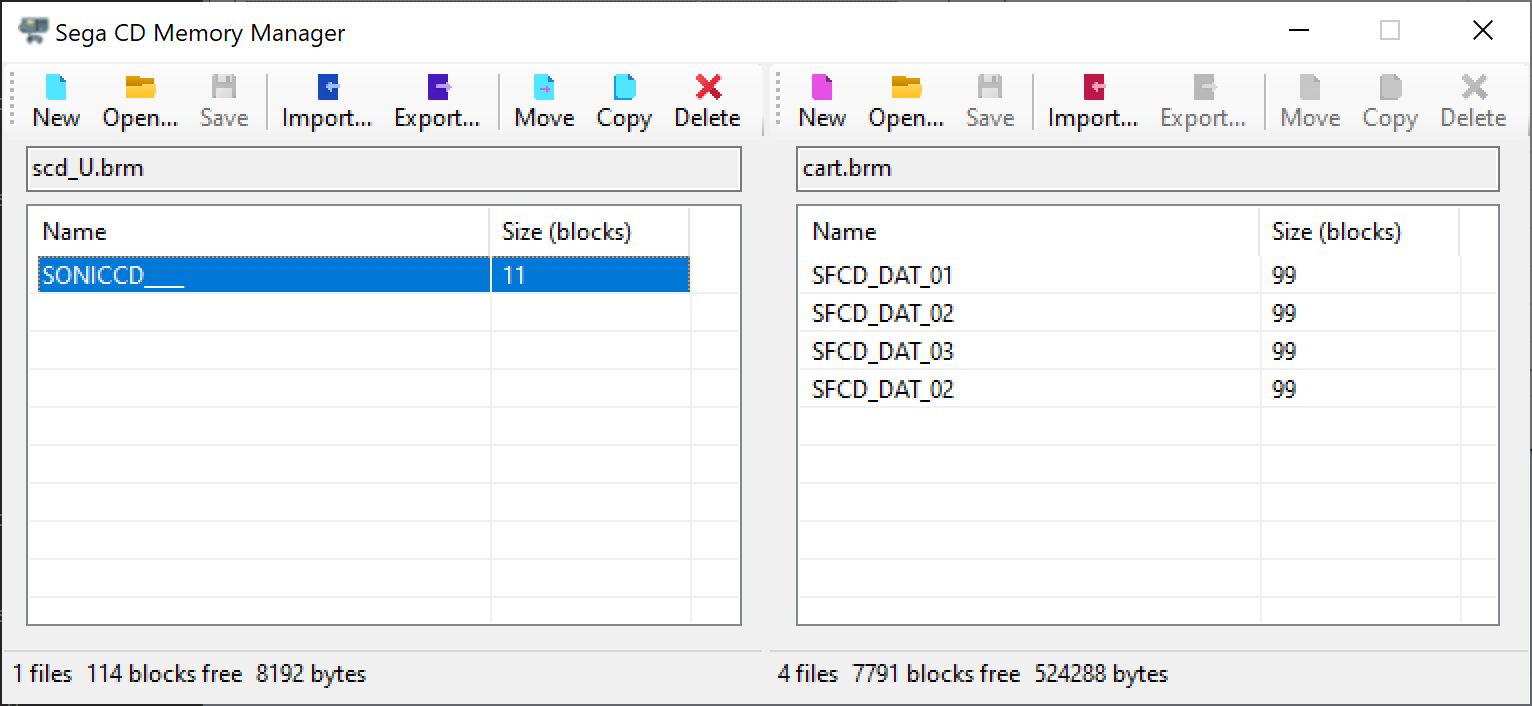 Sega CD Memory Manager
New Open... Save Import... Export... Move Copy Delete New Open... Save Import... Export... Move Copy Delete
scd_U.brm
Name Size (blocks)
SONICCD____ 11
1 files 114 blocks free 8192 bytes
cart.brm
Name Size (blocks)
SFCD_DAT_01 99
SFCD_DAT_02 99
SFCD_DAT_03 99
SFCD_DAT_02 99
4 files 7791 blocks free 524288 bytes